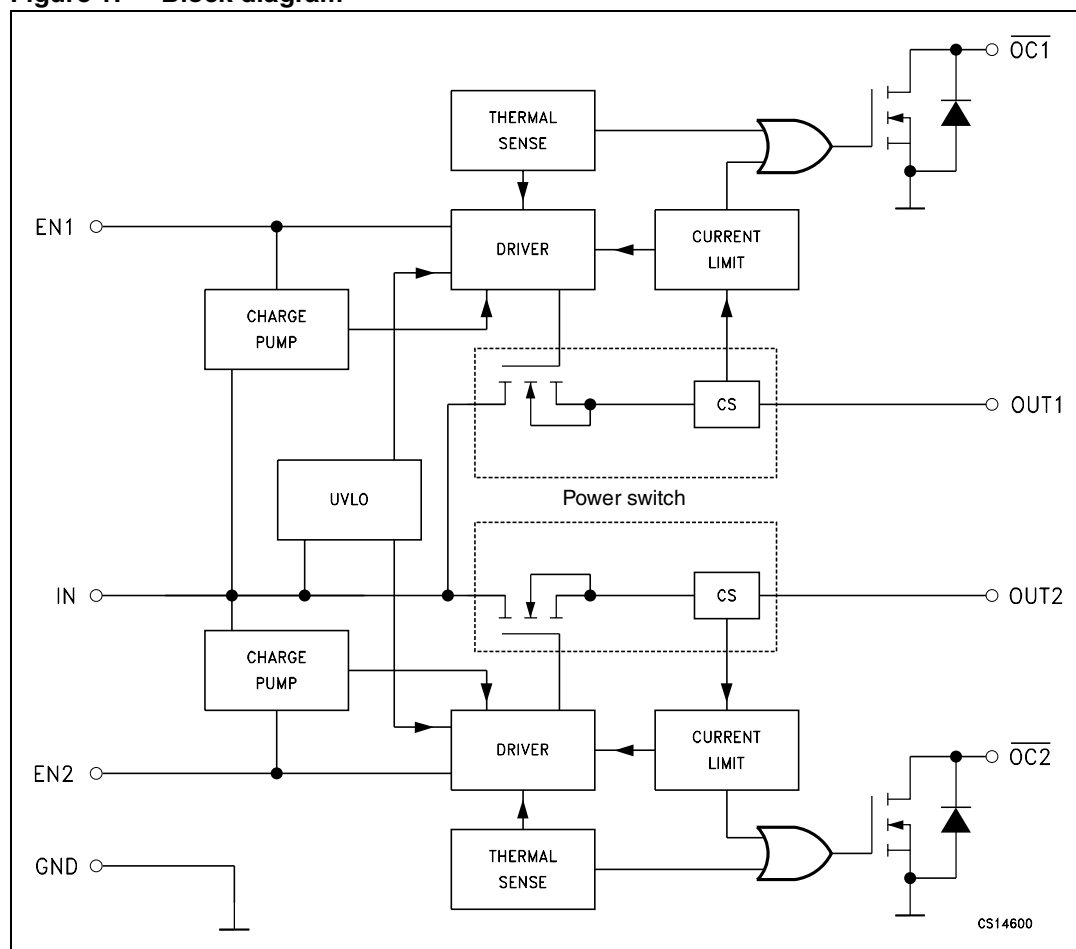 Figure 1. Block diagram
OC1
THERMAL
SENSE
EN1
DRIVER
CURRENT
LIMIT
CHARGE
PUMP
CS
OUT1
UVLO
Power switch
IN
CS
OUT2
CHARGE
PUMP
DRIVER
CURRENT
LIMIT
OC2
EN2
THERMAL
SENSE
GND
CS14600